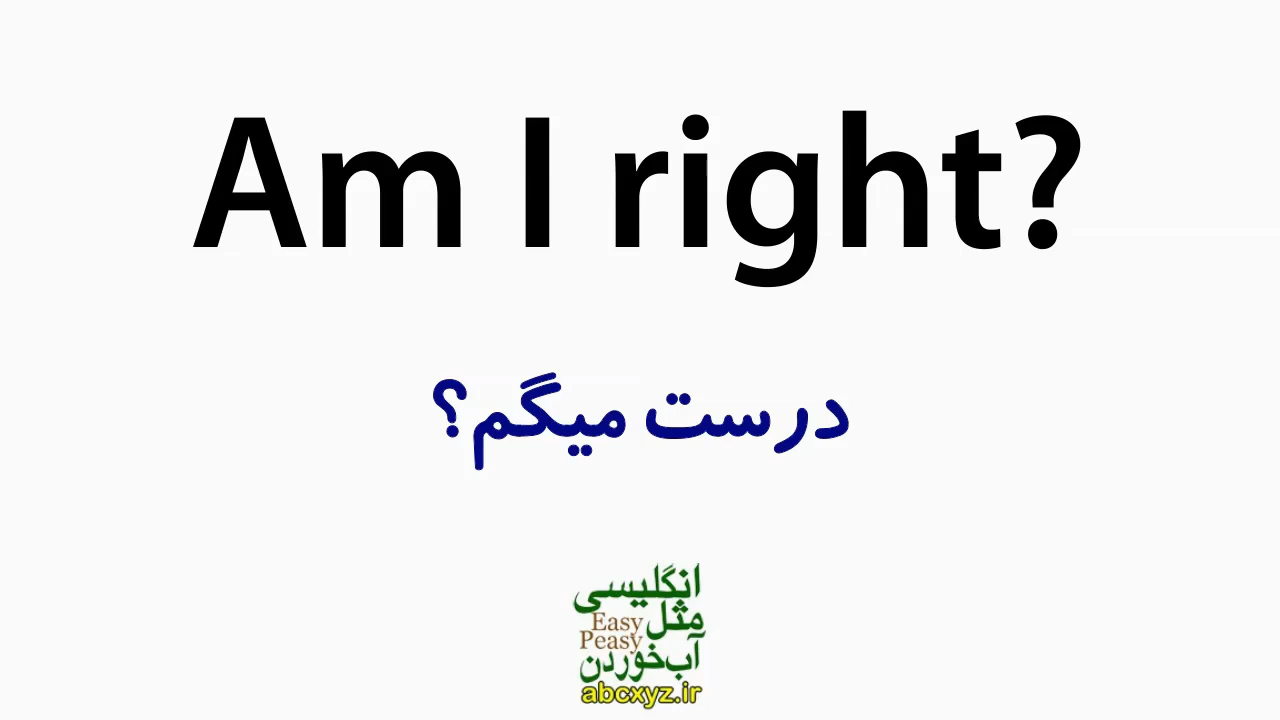 Am I right?
درست میگم؟
انگلیسی
مثل
Easy
Peasy
آب‌خوردن
abcxyz.ir